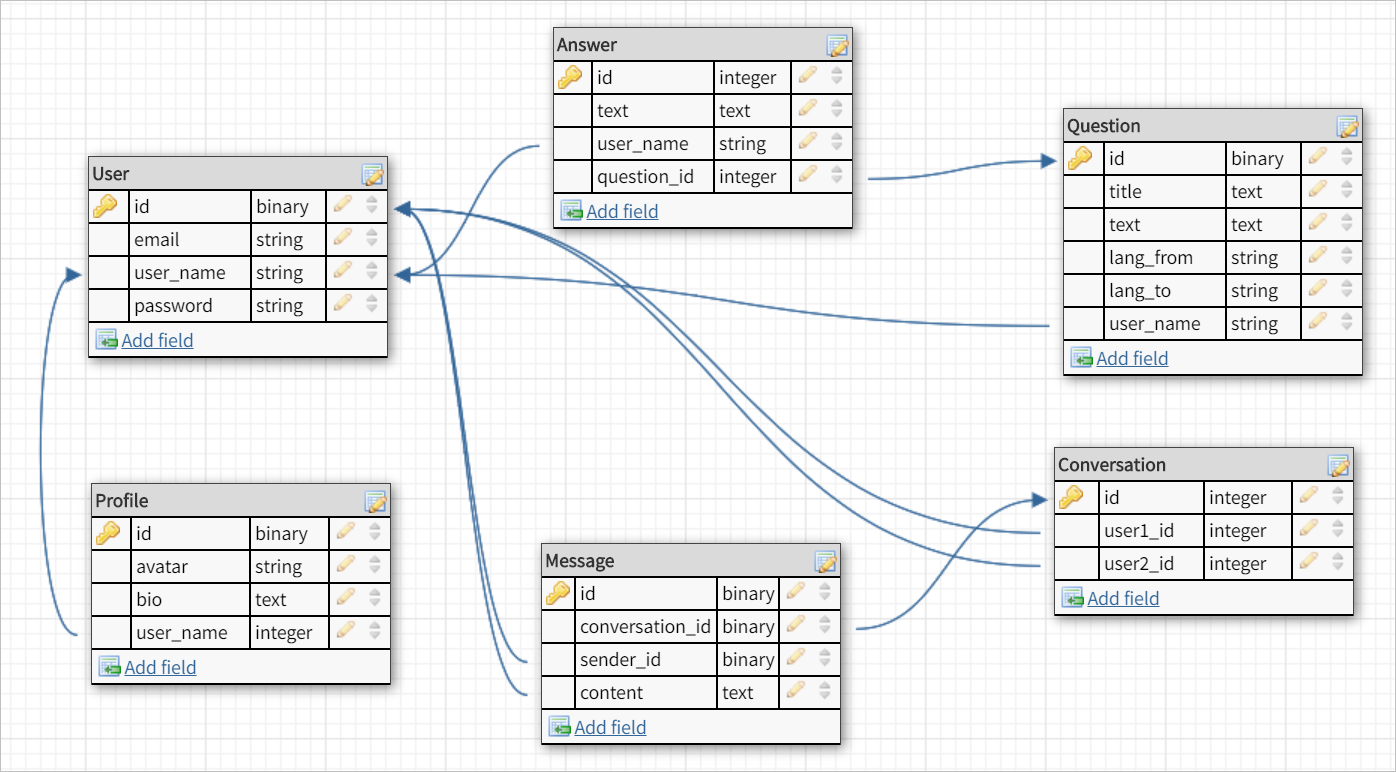 Answer
id integer
text text
user_name string
question_id integer
Add field
Question
id binary
title text
text text
lang_from string
lang_to string
user_name string
Add field
User
id binary
email string
user_name string
password string
Add field
Conversation
id integer
user1_id integer
user2_id integer
Add field
Profile
id binary
avatar string
bio text
user_name integer
Add field
Message
id binary
conversation_id binary
sender_id binary
content text
Add field